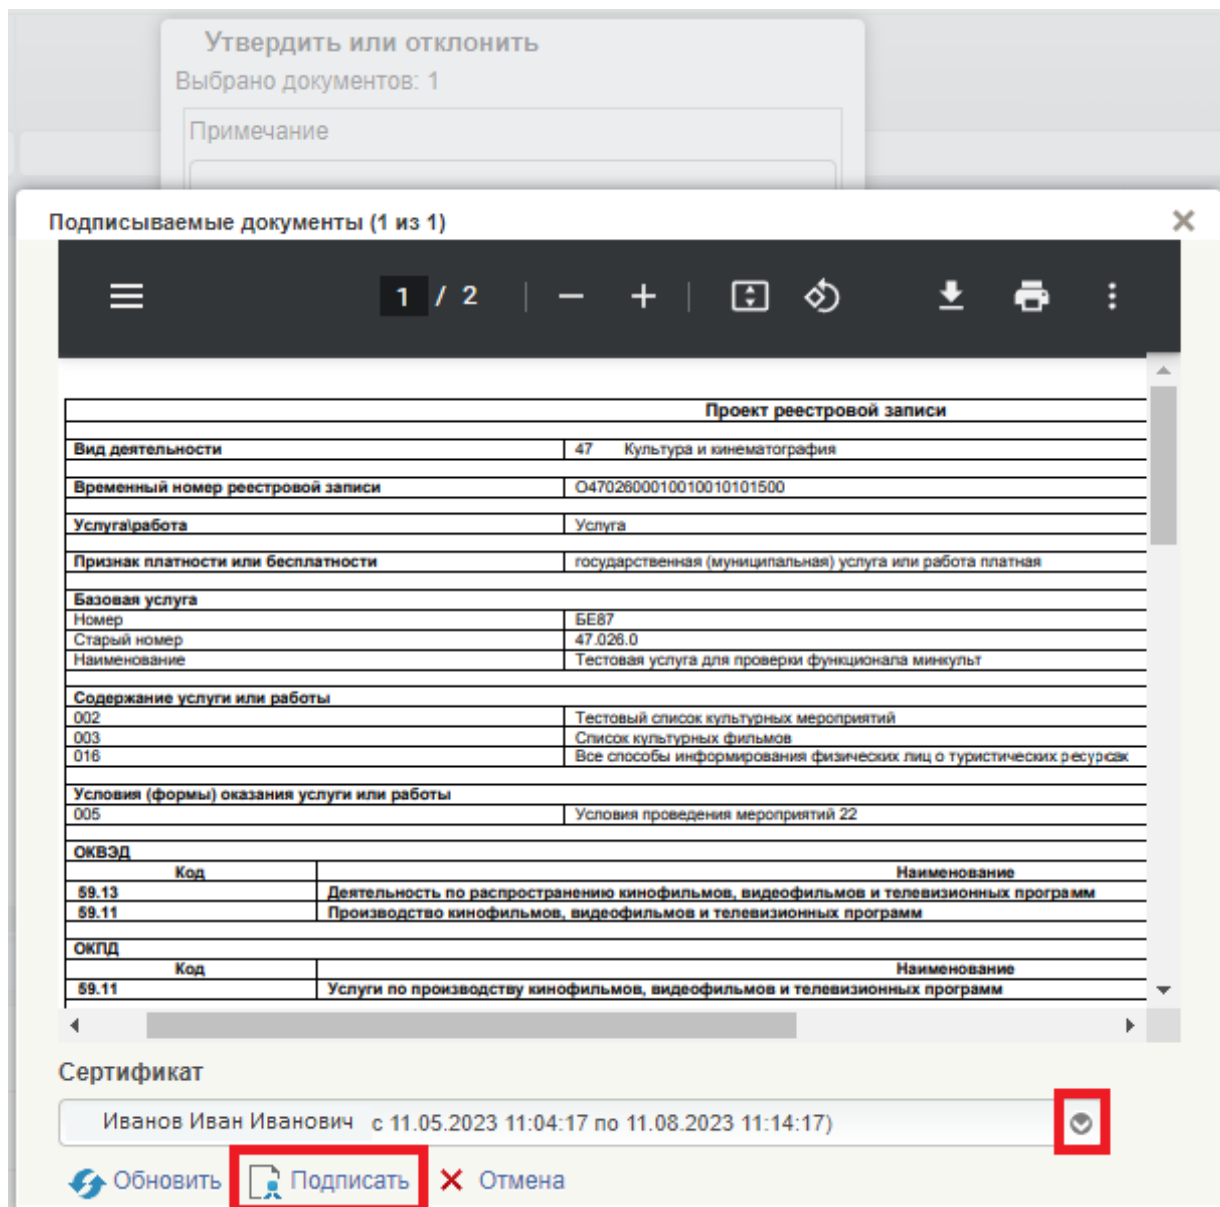 Утвердить или отклонить
Выбрано документов: 1
Примечание
Подписываемые документы (1 из 1)
1 / 2
Проект реестровой записи
Вид деятельности 47 Культура и кинематография
Временный номер реестровой записи О4702600010010010101500
Услуга\работа Услуга
Признак платности или бесплатности государственная (муниципальная) услуга или работа платная
Базовая услуга
Номер БЕ87
Старый номер 47.026.0
Наименование Тестовая услуга для проверки функционала минкульт
Содержание услуги или работы
002 Тестовый список культурных мероприятий
003 Список культурных фильмов
016 Все способы информирования физических лиц о туристических ресурсах
Условия (формы) оказания услуги или работы
005 Условия проведения мероприятий 22
ОКВЭД
Код Наименование
59.13 Деятельность по распространению кинофильмов, видеофильмов и телевизионных программ
59.11 Производство кинофильмов, видеофильмов и телевизионных программ
ОКПД
Код Наименование
59.11 Услуги по производству кинофильмов, видеофильмов и телевизионных программ
Сертификат
Иванов Иван Иванович с 11.05.2023 11:04:17 по 11.08.2023 11:14:17)
Обновить Подписать Отмена